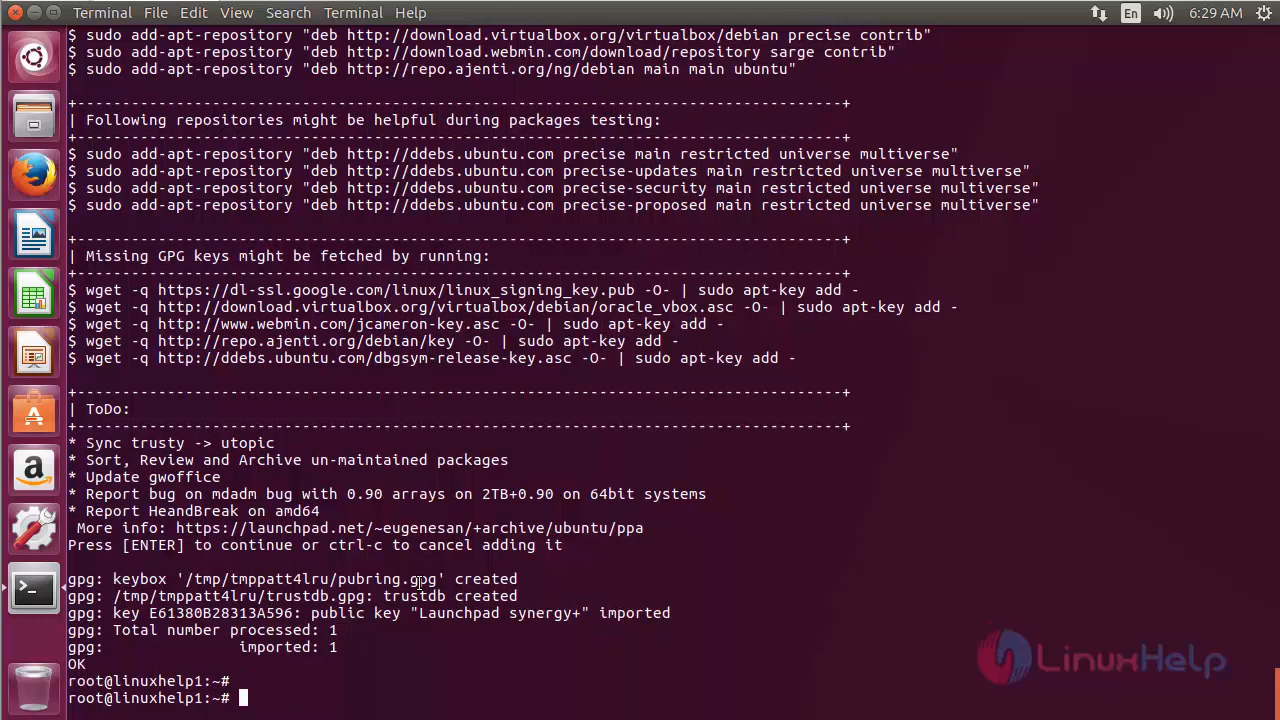 Terminal File Edit View Search Terminal Help En 6:29 AM
$ sudo add-apt-repository "deb http://download.virtualbox.org/virtualbox/debian precise contrib"
$ sudo add-apt-repository "deb http://download.webmin.com/download/repository sarge contrib"
$ sudo add-apt-repository "deb http://repo.ajenti.org/ng/debian main main ubuntu"
+-------------------------------------------------------------------------------------+
| Following repositories might be helpful during packages testing:
+-------------------------------------------------------------------------------------+
$ sudo add-apt-repository "deb http://ddebs.ubuntu.com precise main restricted universe multiverse"
$ sudo add-apt-repository "deb http://ddebs.ubuntu.com precise-updates main restricted universe multiverse"
$ sudo add-apt-repository "deb http://ddebs.ubuntu.com precise-security main restricted universe multiverse"
$ sudo add-apt-repository "deb http://ddebs.ubuntu.com precise-proposed main restricted universe multiverse"
+-------------------------------------------------------------------------------------+
| Missing GPG keys might be fetched by running:
+-------------------------------------------------------------------------------------+
$ wget -q https://dl-ssl.google.com/linux/linux_signing_key.pub -O- | sudo apt-key add -
$ wget -q http://download.virtualbox.org/virtualbox/debian/oracle_vbox.asc -O- | sudo apt-key add -
$ wget -q http://www.webmin.com/jcameron-key.asc -O- | sudo apt-key add -
$ wget -q http://repo.ajenti.org/debian/key -O- | sudo apt-key add -
$ wget -q http://ddebs.ubuntu.com/dbgsym-release-key.asc -O- | sudo apt-key add -
+-------------------------------------------------------------------------------------+
| ToDo:
+-------------------------------------------------------------------------------------+
* Sync trusty -> utopic
* Sort, Review and Archive un-maintained packages
* Update gwoffice
* Report bug on mdadm bug with 0.90 arrays on 2TB+0.90 on 64bit systems
* Report HeandBreak on amd64
More info: https://launchpad.net/~eugenesan/+archive/ubuntu/ppa
Press [ENTER] to continue or ctrl-c to cancel adding it
gpg: keybox '/tmp/tmppatt4lru/pubring.gpg' created
gpg: /tmp/tmppatt4lru/trustdb.gpg: trustdb created
gpg: key E61380B28313A596: public key "Launchpad synergy+" imported
gpg: Total number processed: 1
gpg: imported: 1
OK
root@linuxhelp1:~#
root@linuxhelp1:~#
LinuxHelp